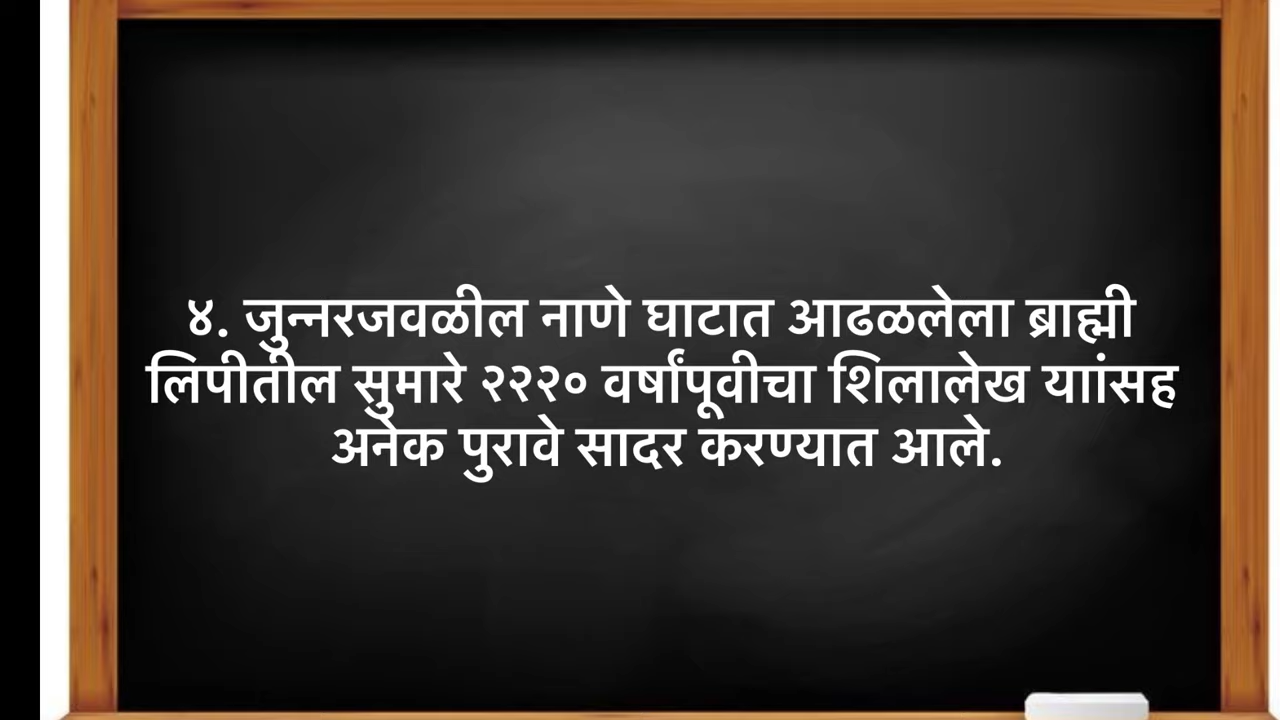 ४. जुन्नरजवळील नाणे घाटात आढळलेला ब्राह्मी
लिपीतील सुमारे २२२० वर्षांपूवीचा शिलालेख याांसह
अनेक पुरावे सादर करण्यात आले.